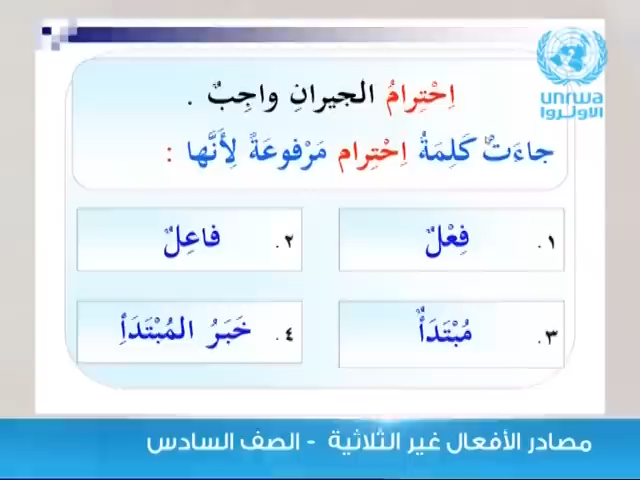 unrwa
الأونروا
اِحْتِرامُ الجيرانِ واجِبٌ .
جاءَتْ كَلِمَةُ اِحْتِرام مَرْفوعَةً لِأَنَّها :
١. فِعْلٌ
٢. فاعِلٌ
٣. مُبْتَدَأٌ
٤. خَبَرُ المُبْتَدَأِ
مصادر الأفعال غير الثلاثية - الصف السادس